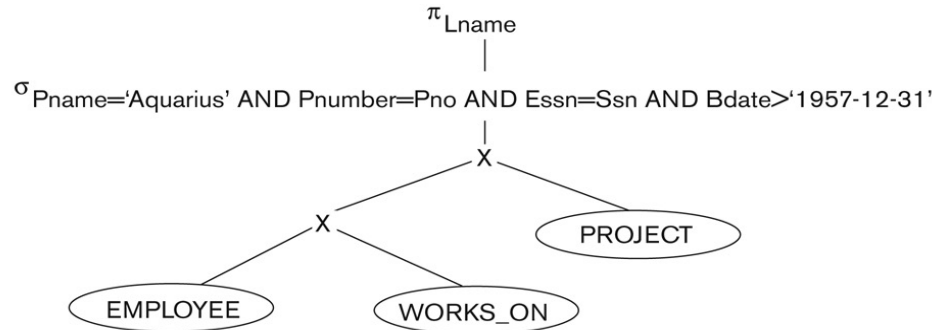 π Lname
σ Pname=‘Aquarius’ AND Pnumber=Pno AND Essn=Ssn AND Bdate>‘1957-12-31’
X
X
PROJECT
EMPLOYEE
WORKS_ON